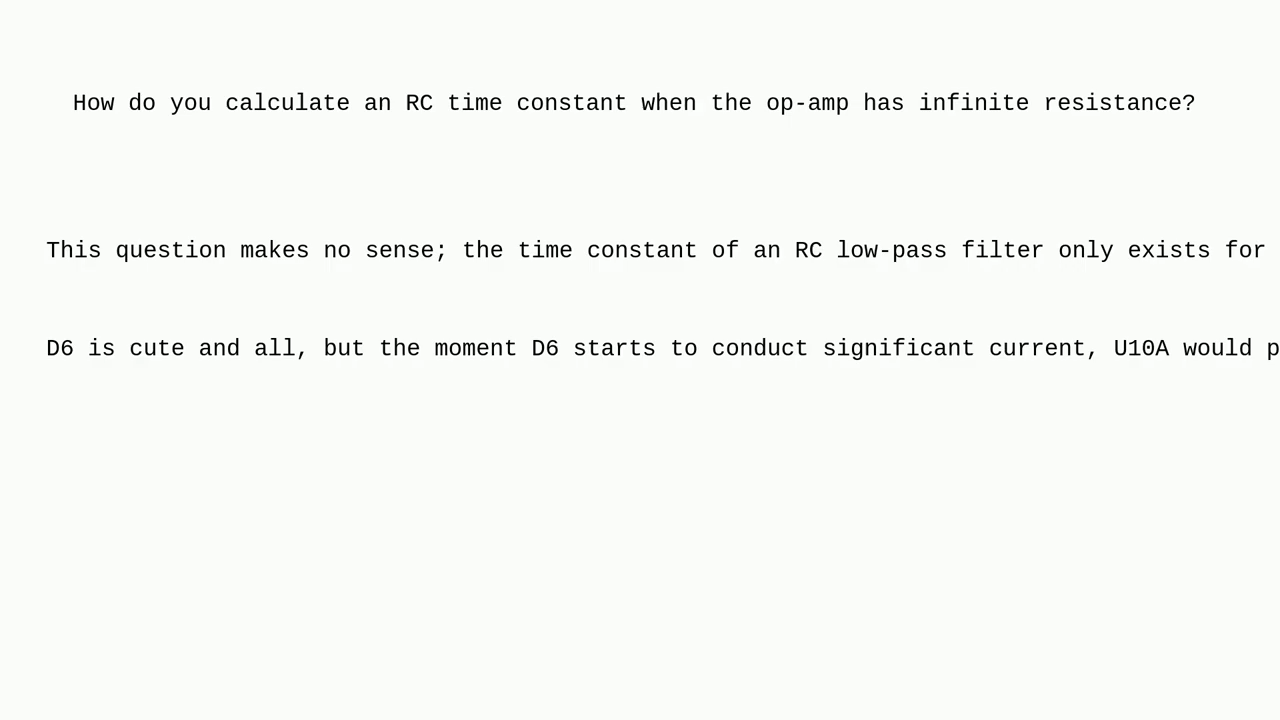 How do you calculate an RC time constant when the op-amp has infinite resistance?
This question makes no sense; the time constant of an RC low-pass filter only exists for
D6 is cute and all, but the moment D6 starts to conduct significant current, U10A would